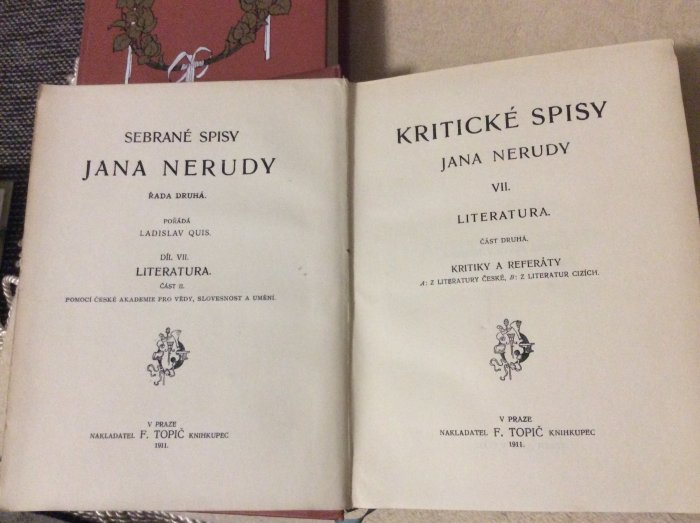 SEBRANÉ SPISY
JANA NERUDY
ŘADA DRUHÁ.
POŘÁDÁ
LADISLAV QUIS.
DÍL VII.
LITERATURA.
ČÁST II.
POMOCÍ ČESKÉ AKADEMIE PRO VĚDY, SLOVESNOST A UMĚNÍ.
V PRAZE
NAKLADATEL F. TOPIČ KNIHKUPEC
1911.
KRITICKÉ SPISY
JANA NERUDY
VII.
LITERATURA.
ČÁST DRUHÁ.
KRITIKY A REFERÁTY
A: Z LITERATURY ČESKÉ, B: Z LITERATUR CIZÍCH.
V PRAZE
NAKLADATEL F. TOPIČ KNIHKUPEC
1911.